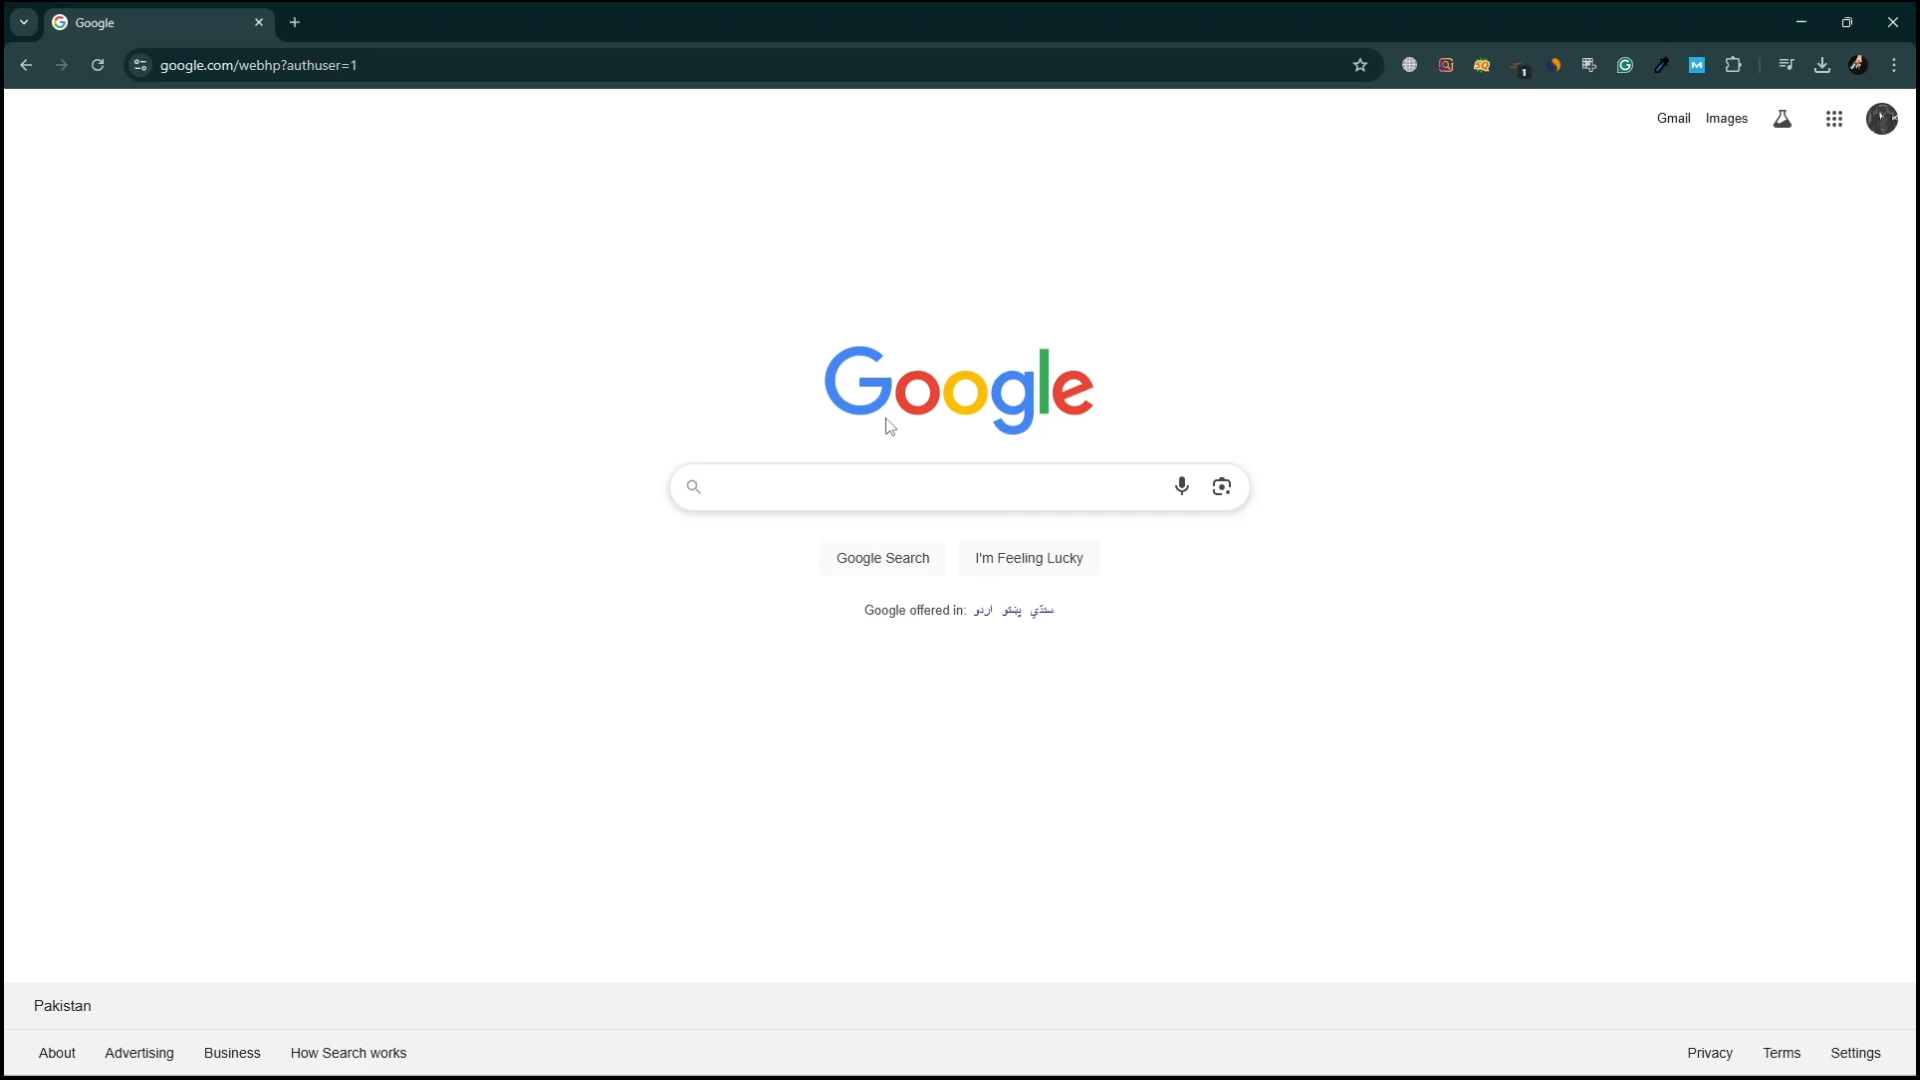 Google
google.com/webhp?authuser=1
1
Gmail Images
Google
Google Search I'm Feeling Lucky
Google offered in: اردو پښتو سنڌي
Pakistan
About Advertising Business How Search works Privacy Terms Settings